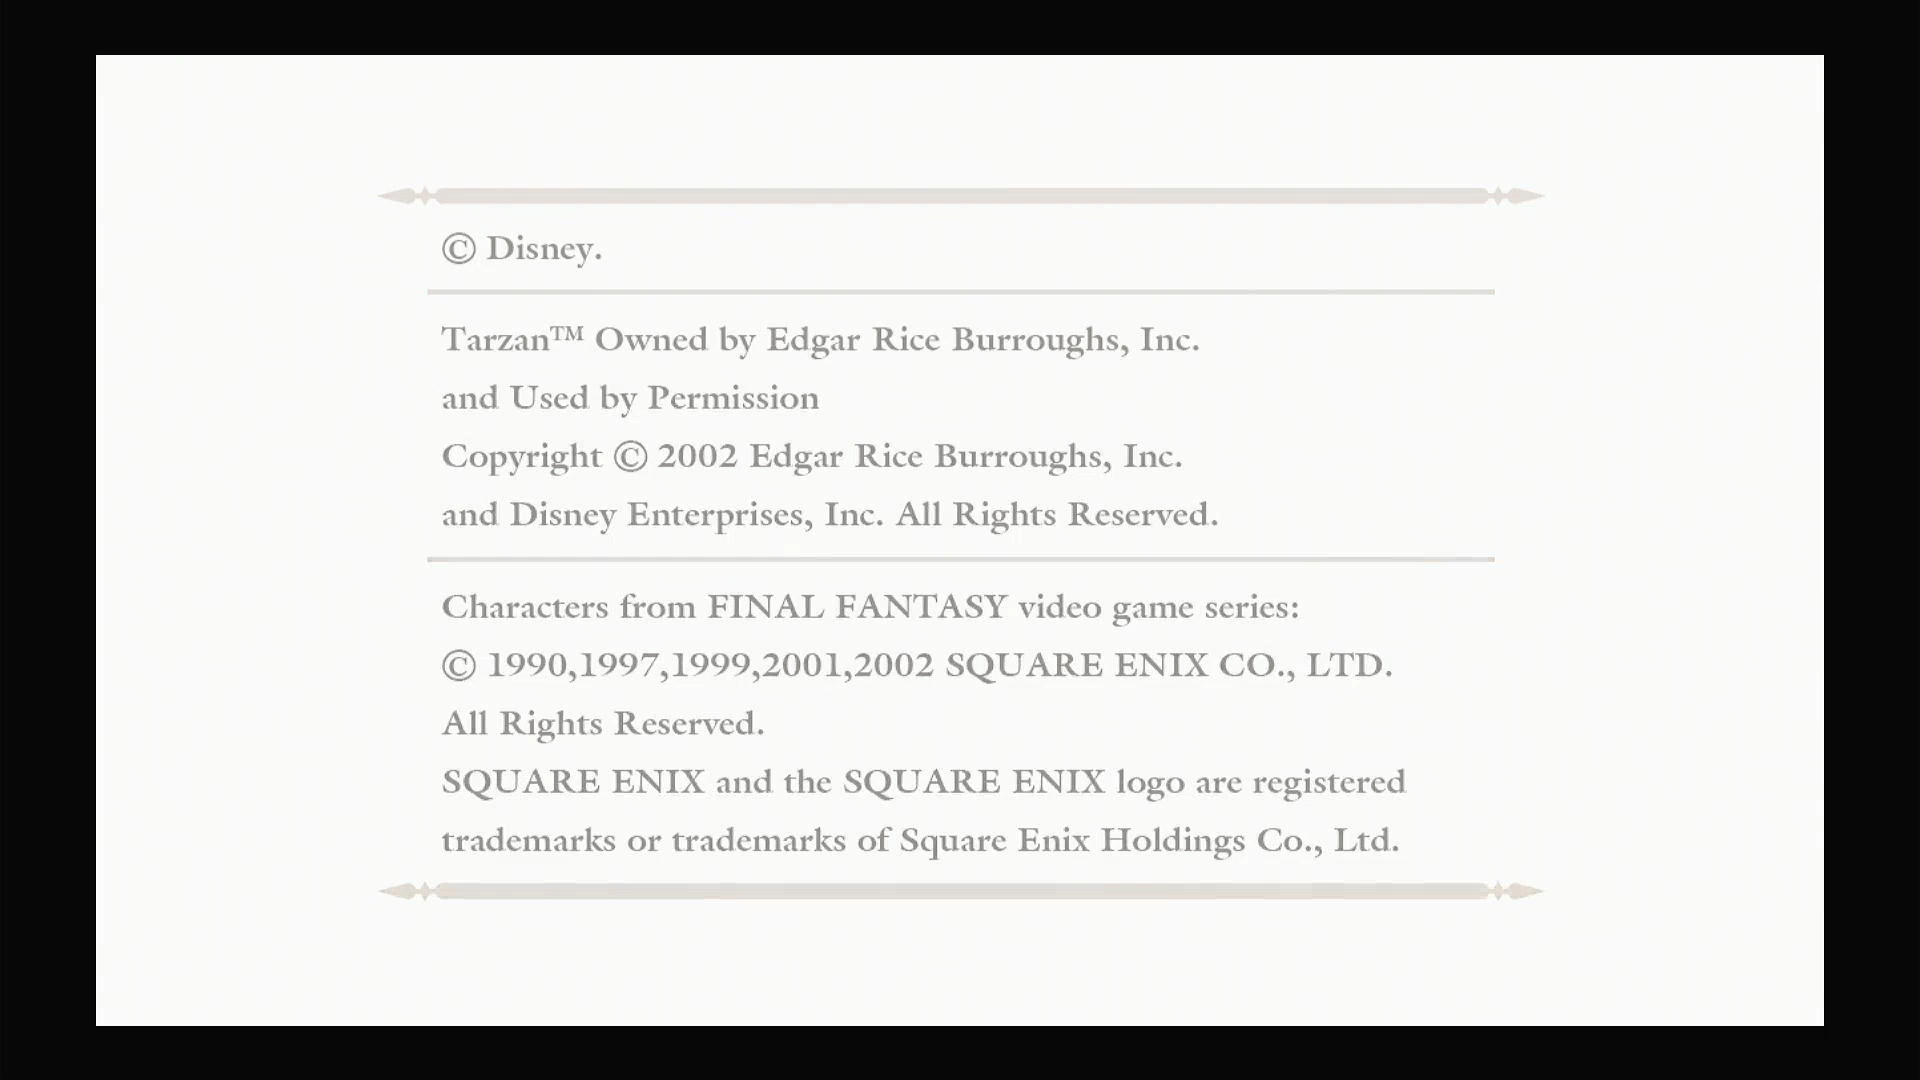 © Disney.
Tarzan™ Owned by Edgar Rice Burroughs, Inc.
and Used by Permission
Copyright © 2002 Edgar Rice Burroughs, Inc.
and Disney Enterprises, Inc. All Rights Reserved.
Characters from FINAL FANTASY video game series:
© 1990,1997,1999,2001,2002 SQUARE ENIX CO., LTD.
All Rights Reserved.
SQUARE ENIX and the SQUARE ENIX logo are registered
trademarks or trademarks of Square Enix Holdings Co., Ltd.